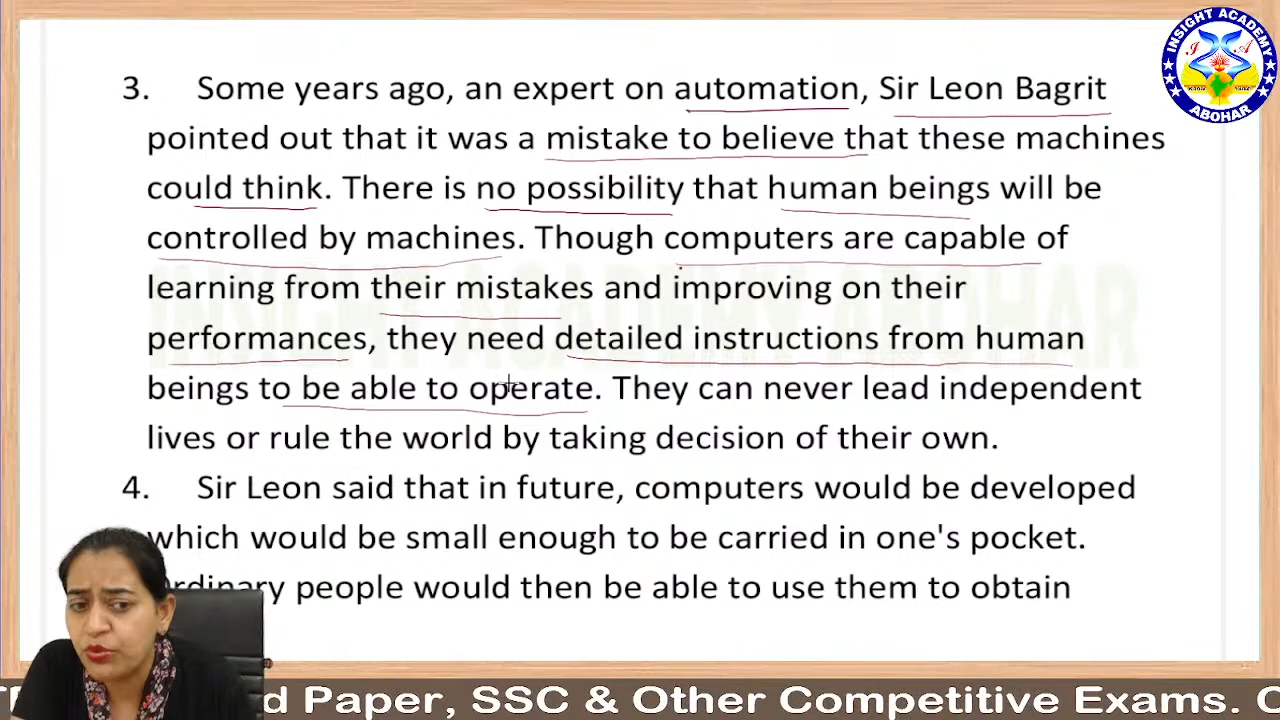 INSIGHT ACADEMY
I A
ABOHAR
3. Some years ago, an expert on automation, Sir Leon Bagrit
pointed out that it was a mistake to believe that these machines
could think. There is no possibility that human beings will be
controlled by machines. Though computers are capable of
learning from their mistakes and improving on their
performances, they need detailed instructions from human
beings to be able to operate. They can never lead independent
lives or rule the world by taking decision of their own.
INSIGHT ACADEMY ABOHAR
4. Sir Leon said that in future, computers would be developed
which would be small enough to be carried in one's pocket.
rdinary people would then be able to use them to obtain
d Paper, SSC & Other Competitive Exams. C